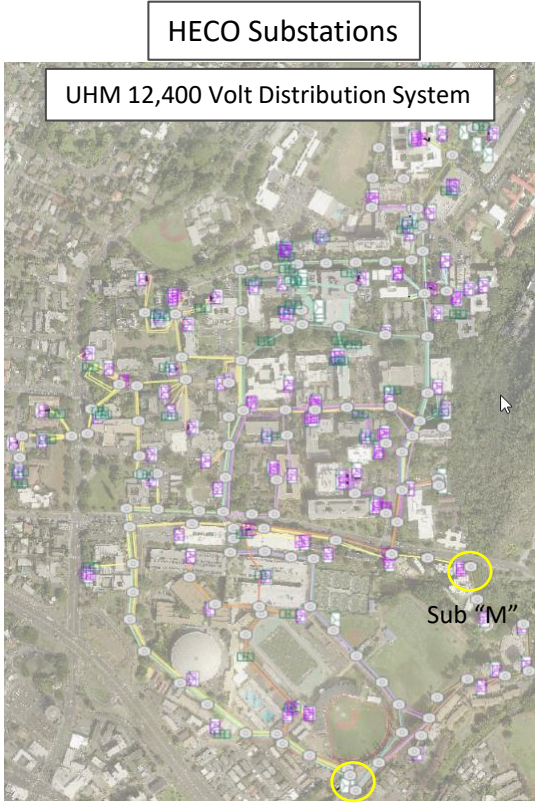 HECO Substations
UHM 12,400 Volt Distribution System
Sub “M”